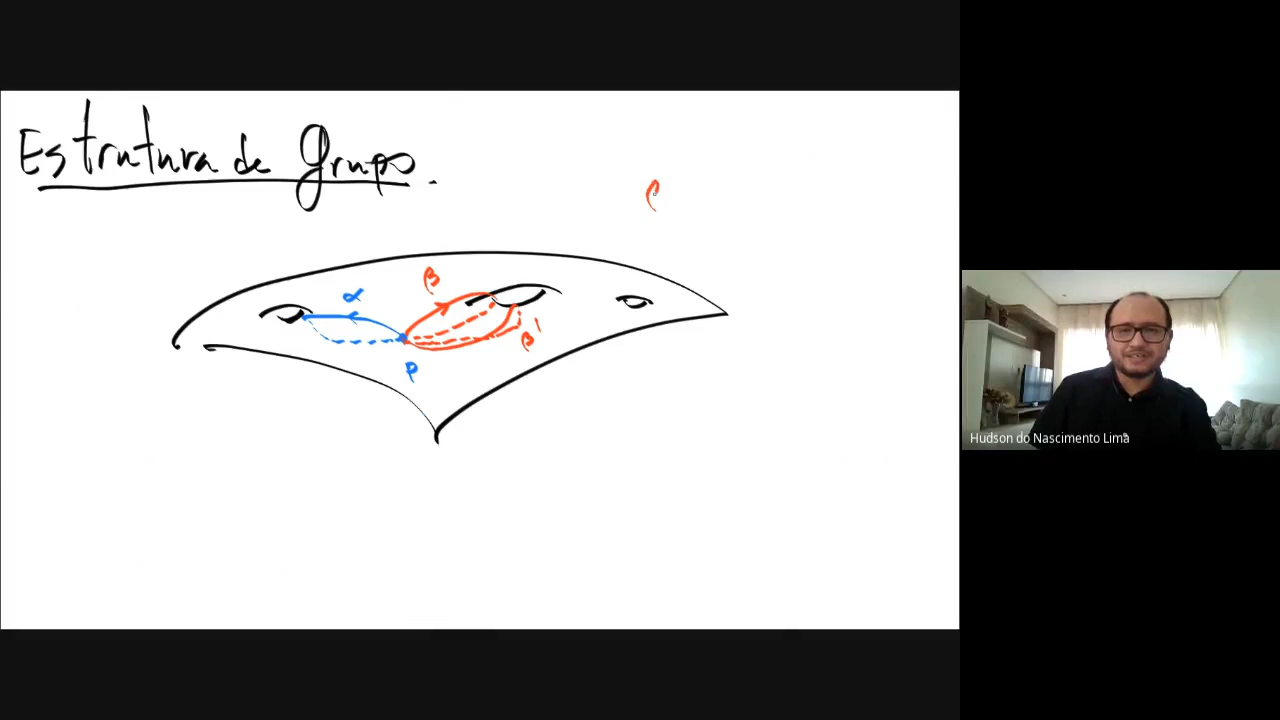 Estrutura de Grupo.
α
β
β'
p
Hudson do Nascimento Lima